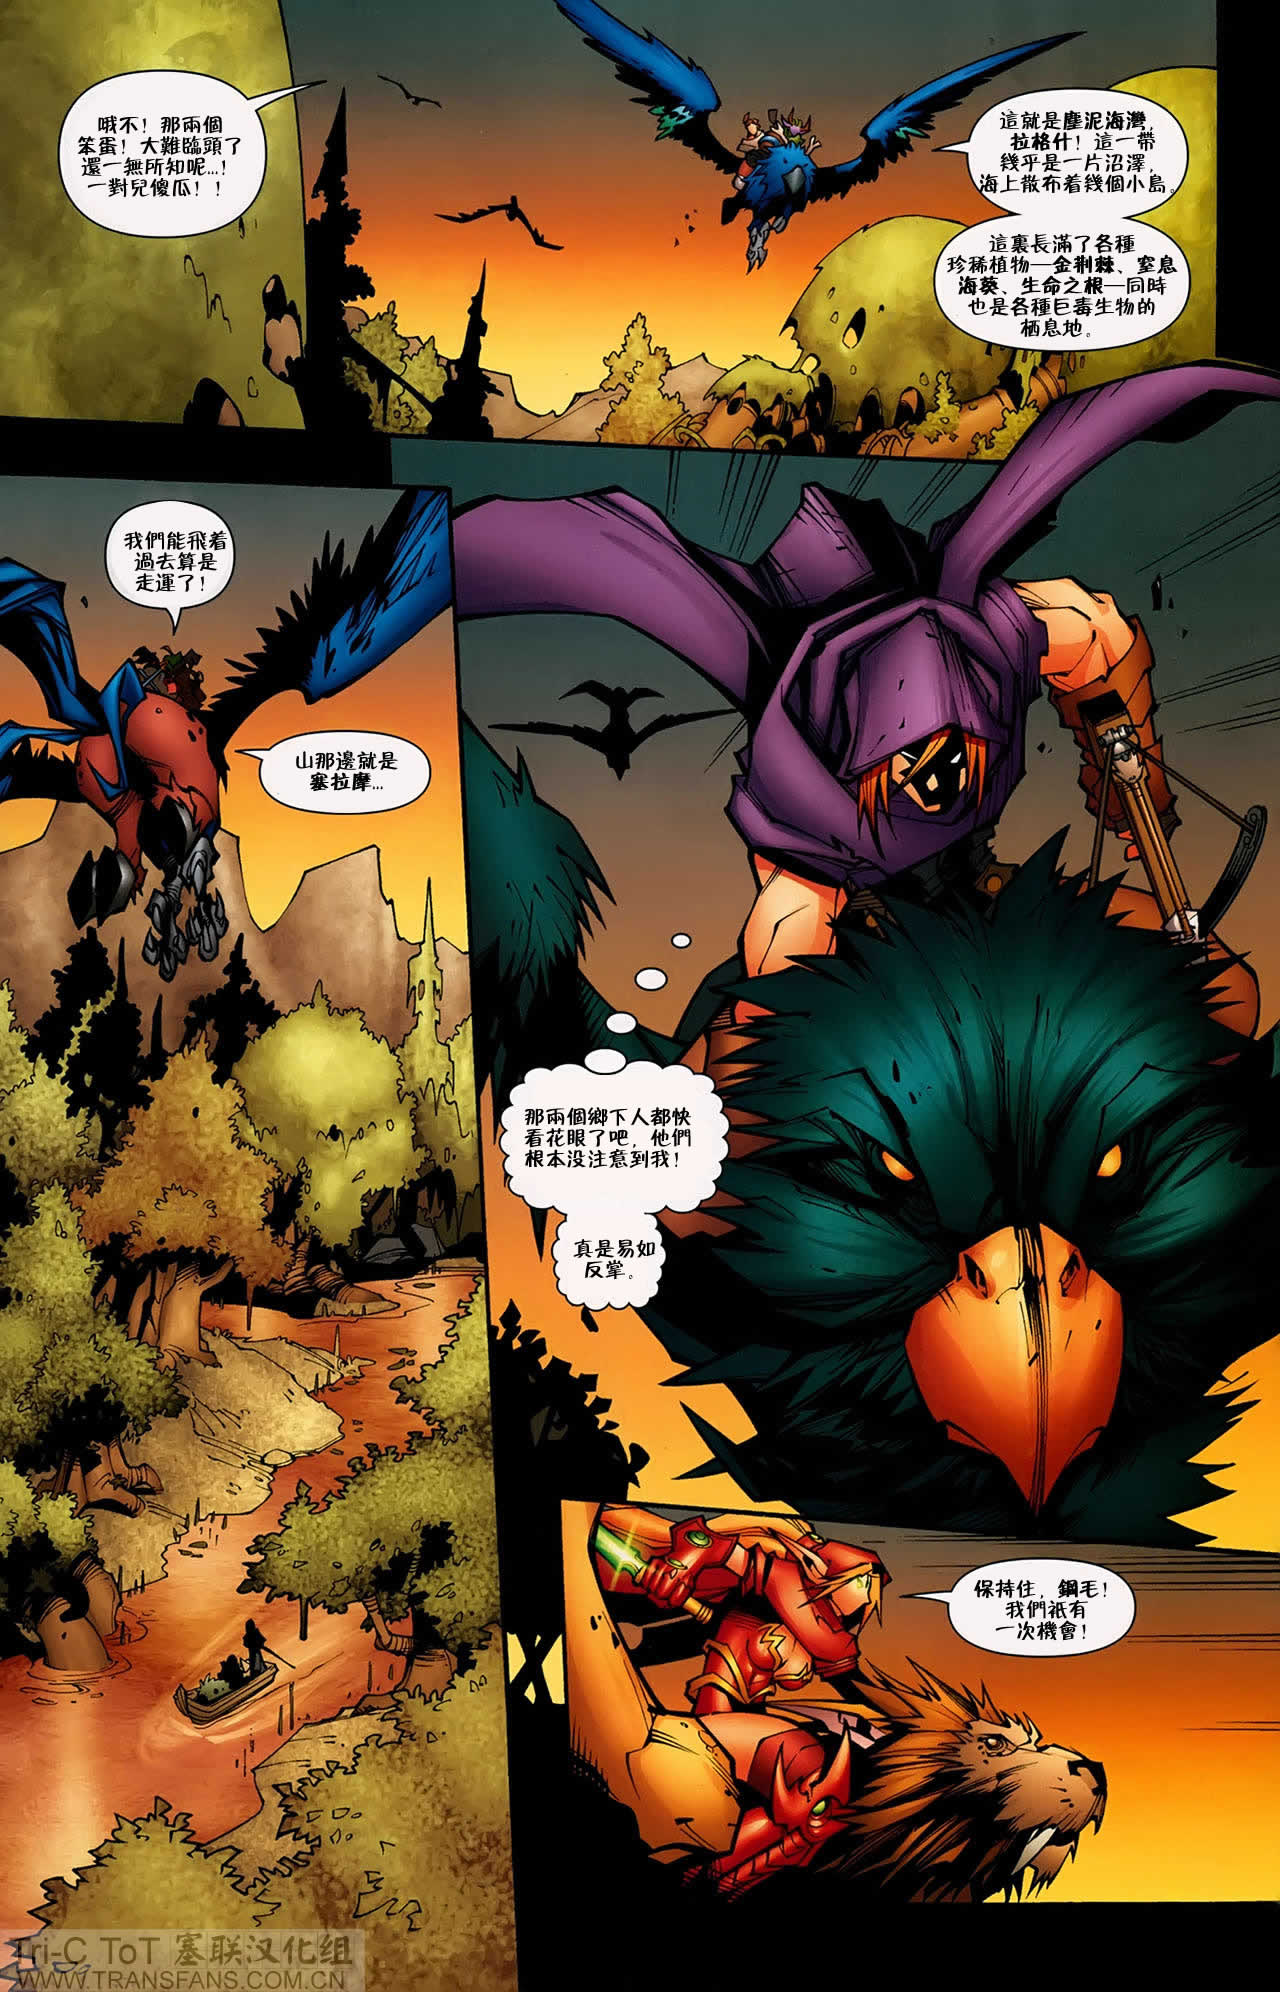 哦不！那兩個
笨蛋！大難臨頭了
還一無所知呢...！
一對兒傻瓜！！
這就是塵泥海灣，
拉格什！這一帶
幾乎是一片沼澤，
海上散布着幾個小島。
這裏長滿了各種
珍稀植物—金荆棘、窒息
海葵、生命之根—同時
也是各種巨毒生物的
栖息地。
我們能飛着
過去算是
走運了！
山那邊就是
塞拉摩...
那兩個鄉下人都快
看花眼了吧，他們
根本没注意到我！
真是易如
反掌。
保持住，鋼毛！
我們祇有
一次機會！
Tri-C ToT 塞联汉化组
WWW.TRANSFANS.COM.CN